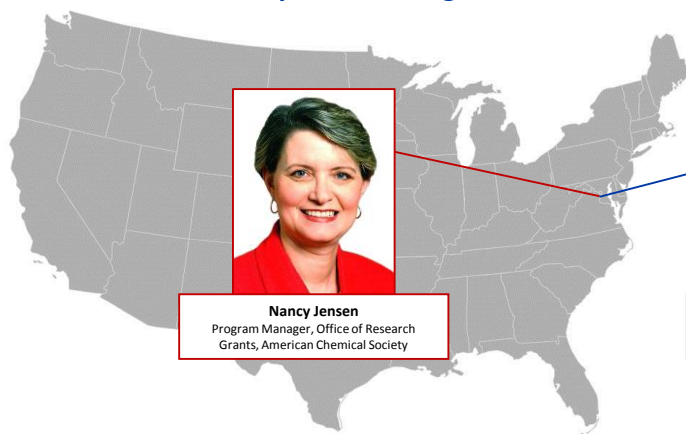 Nancy Jensen
Program Manager, Office of Research
Grants, American Chemical Society